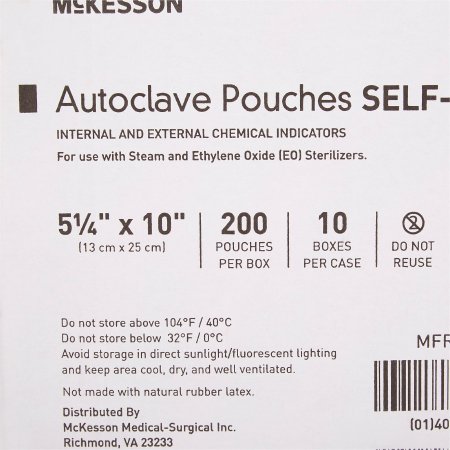 McKESSON
Autoclave Pouches SELF-
INTERNAL AND EXTERNAL CHEMICAL INDICATORS
For use with Steam and Ethylene Oxide (EO) Sterilizers.
5¼" x 10"
(13 cm x 25 cm)
200
POUCHES
PER BOX
10
BOXES
PER CASE
2
DO NOT
REUSE
Do not store above 104°F / 40°C
Do not store below 32°F / 0°C
Avoid storage in direct sunlight/fluorescent lighting
and keep area cool, dry, and well ventilated.
Not made with natural rubber latex.
Distributed By
McKesson Medical-Surgical Inc.
Richmond, VA 23233
MFR
(01)40